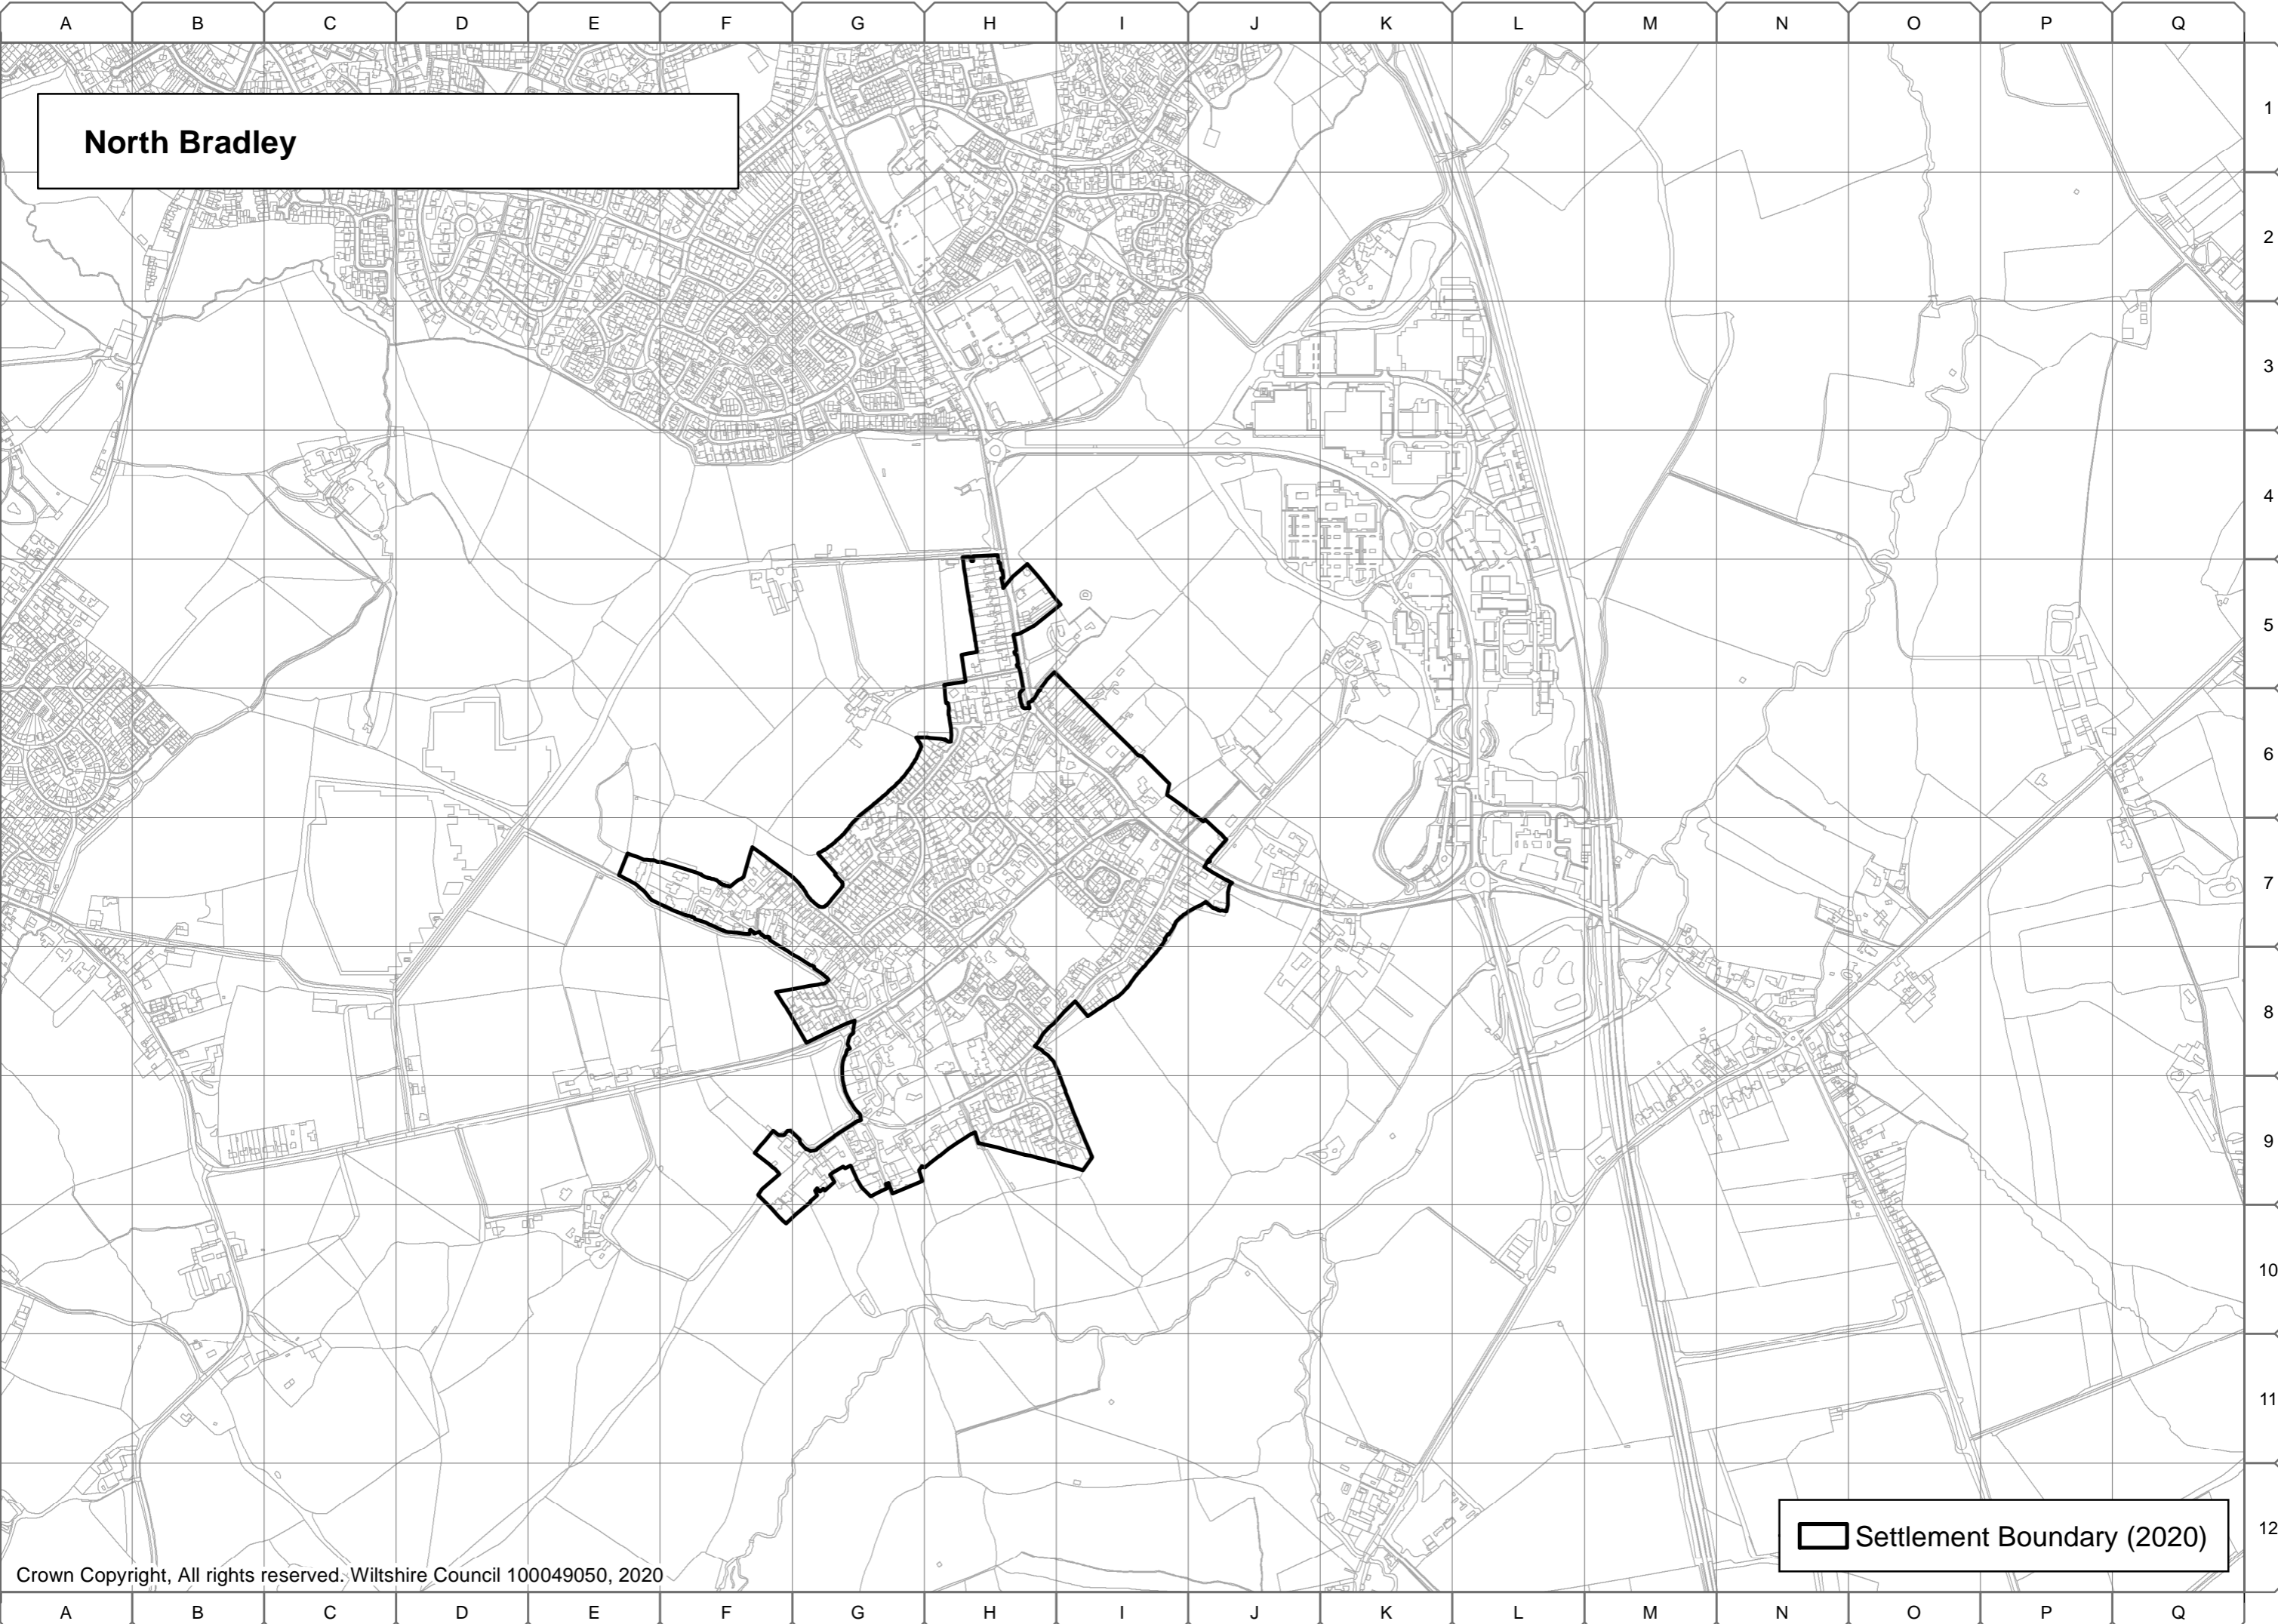 A B C D E F G H I J K L M N O P Q
North Bradley
1
2
3
4
5
6
7
8
9
10
11
12
Settlement Boundary (2020)
Crown Copyright, All rights reserved. Wiltshire Council 100049050, 2020
A B C D E F G H I J K L M N O P Q